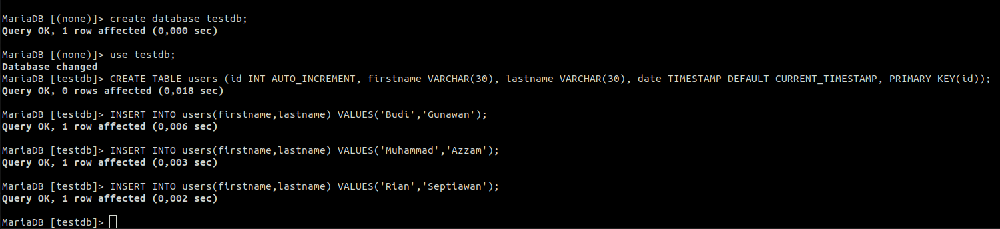 MariaDB [(none)]> create database testdb;
Query OK, 1 row affected (0,000 sec)
MariaDB [(none)]> use testdb;
Database changed
MariaDB [testdb]> CREATE TABLE users (id INT AUTO_INCREMENT, firstname VARCHAR(30), lastname VARCHAR(30), date TIMESTAMP DEFAULT CURRENT_TIMESTAMP, PRIMARY KEY(id));
Query OK, 0 rows affected (0,018 sec)
MariaDB [testdb]> INSERT INTO users(firstname,lastname) VALUES('Budi','Gunawan');
Query OK, 1 row affected (0,006 sec)
MariaDB [testdb]> INSERT INTO users(firstname,lastname) VALUES('Muhammad','Azzam');
Query OK, 1 row affected (0,003 sec)
MariaDB [testdb]> INSERT INTO users(firstname,lastname) VALUES('Rian','Septiawan');
Query OK, 1 row affected (0,002 sec)
MariaDB [testdb]>